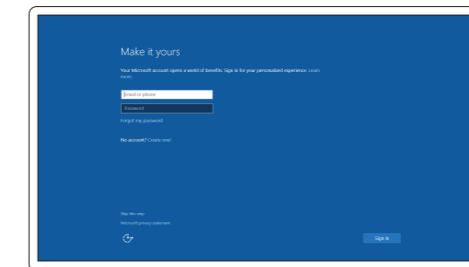 Make it yours
Your Microsoft account opens a world of benefits. Sign in for your personalized experience. Learn
more
Email or phone
Password
Forgot my password
No account? Create one!
Skip this step
Microsoft privacy statement
Sign in